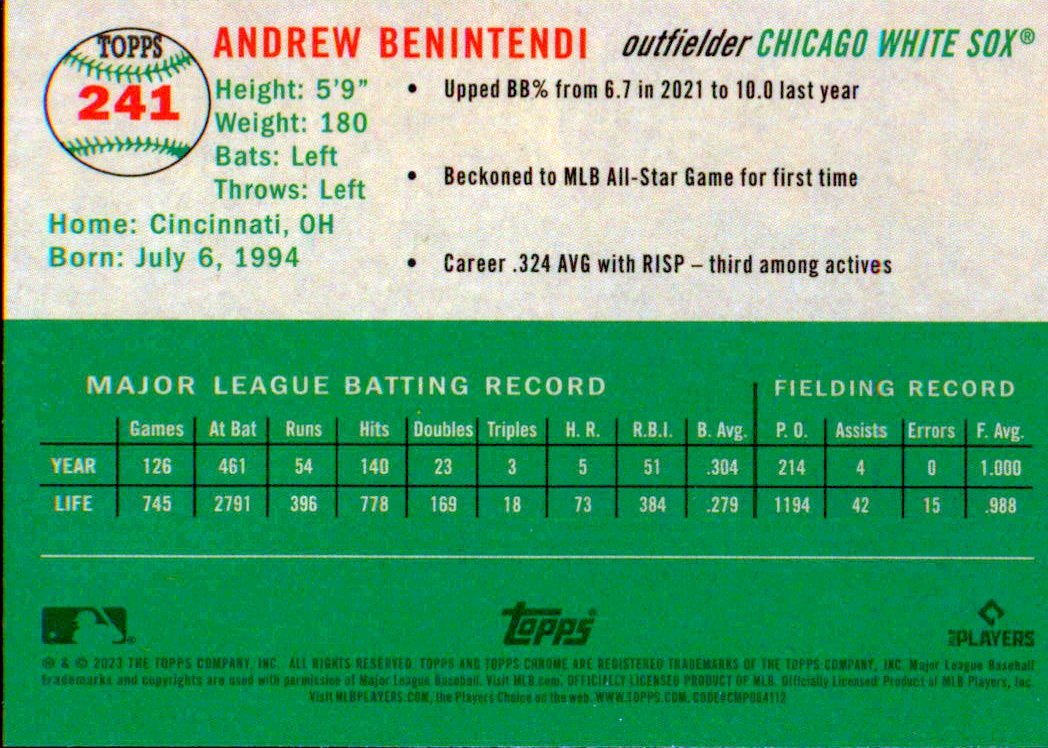 TOPPS
241
ANDREW BENINTENDI outfielder CHICAGO WHITE SOX®
Height: 5'9"
Weight: 180
Bats: Left
Throws: Left
Home: Cincinnati, OH
Born: July 6, 1994
• Upped BB% from 6.7 in 2021 to 10.0 last year
• Beckoned to MLB All-Star Game for first time
• Career .324 AVG with RISP – third among actives
MAJOR LEAGUE BATTING RECORD FIELDING RECORD
Games At Bat Runs Hits Doubles Triples H. R. R.B.I. B. Avg. P. O. Assists Errors F. Avg.
YEAR 126 461 54 140 23 3 5 51 .304 214 4 0 1.000
LIFE 745 2791 396 778 169 18 73 384 .279 1194 42 15 .988
Topps
PLAYERS
® & © 2023 THE TOPPS COMPANY, INC. ALL RIGHTS RESERVED. TOPPS AND TOPPS CHROME ARE REGISTERED TRADEMARKS OF THE TOPPS COMPANY, INC. Major League Baseball
trademarks and copyrights are used with permission of Major League Baseball. Visit MLB.com. OFFICIALLY LICENSED PRODUCT OF MLB. Officially Licensed Product of MLB Players, Inc.
Visit MLBPLAYERS.COM, the Players Choice on the web. WWW.TOPPS.COM. CODE#CMP084112